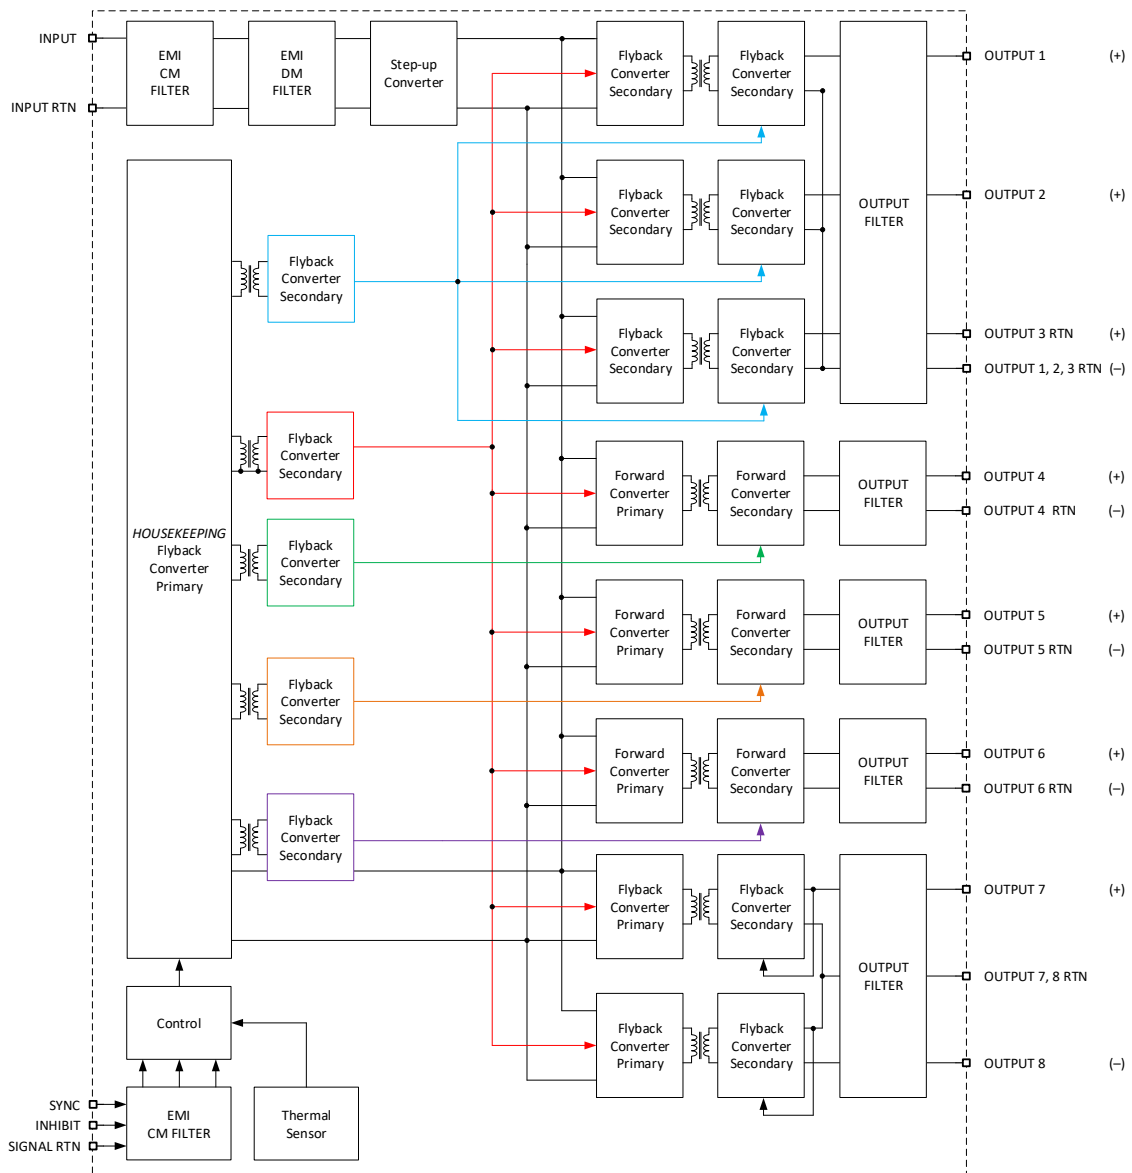 INPUT
EMI
CM
FILTER
EMI
DM
FILTER
Step-up
Converter
Flyback
Converter
Secondary
Flyback
Converter
Secondary
OUTPUT 1 (+)
INPUT RTN
Flyback
Converter
Secondary
Flyback
Converter
Secondary
OUTPUT
FILTER
OUTPUT 2 (+)
Flyback
Converter
Secondary
Flyback
Converter
Secondary
Flyback
Converter
Secondary
OUTPUT 3 RTN (+)
OUTPUT 1, 2, 3 RTN (–)
Flyback
Converter
Secondary
Forward
Converter
Primary
Forward
Converter
Secondary
OUTPUT
FILTER
OUTPUT 4 (+)
OUTPUT 4 RTN (–)
HOUSEKEEPING
Flyback
Converter
Primary
Flyback
Converter
Secondary
Forward
Converter
Primary
Forward
Converter
Secondary
OUTPUT
FILTER
OUTPUT 5 (+)
OUTPUT 5 RTN (–)
Flyback
Converter
Secondary
Forward
Converter
Primary
Forward
Converter
Secondary
OUTPUT
FILTER
OUTPUT 6 (+)
OUTPUT 6 RTN (–)
Flyback
Converter
Secondary
Flyback
Converter
Primary
Flyback
Converter
Secondary
OUTPUT
FILTER
OUTPUT 7 (+)
OUTPUT 7, 8 RTN
Control
Flyback
Converter
Primary
Flyback
Converter
Secondary
OUTPUT 8 (–)
SYNC
INHIBIT
SIGNAL RTN
EMI
CM FILTER
Thermal
Sensor